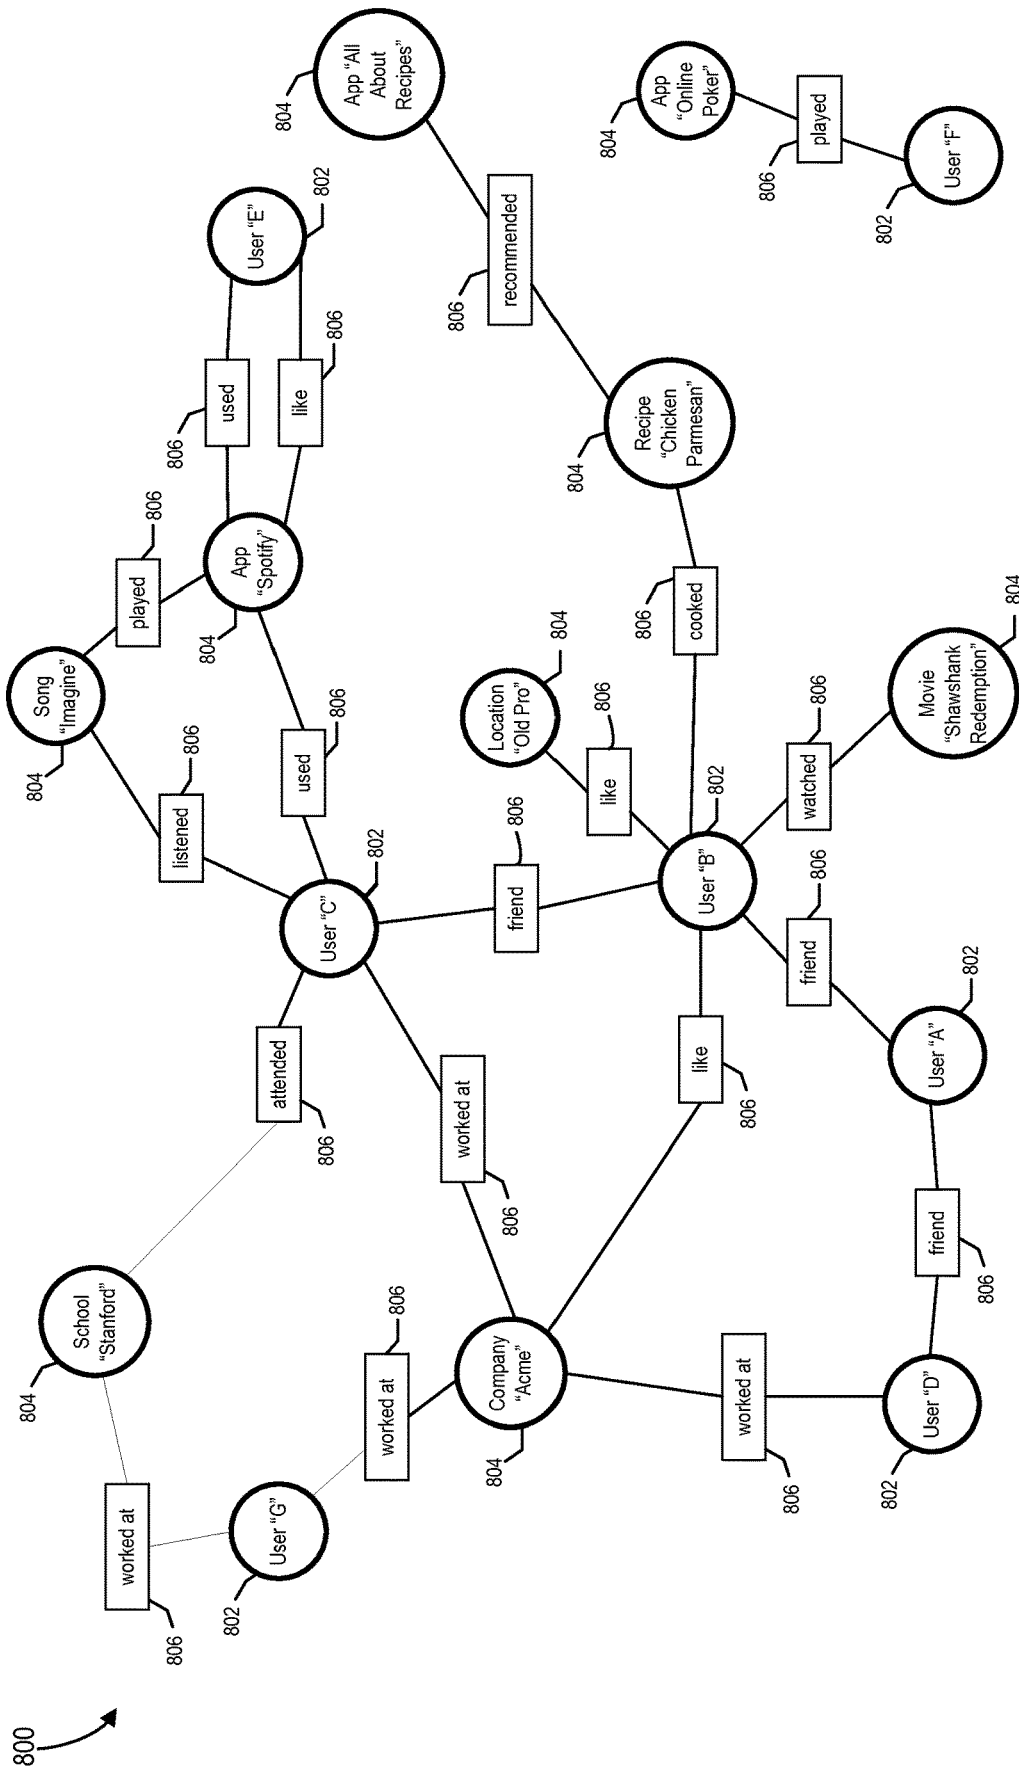 800
804
School
"Stanford"
worked at
806
User "G"
802
worked at
806
attended
806
804
Song
"Imagine"
listened
806
played
806
User "C"
802
used
806
804
App
"Spotify"
806
used
like
806
User "E"
802
804
App "All
About
Recipes"
806
recommended
worked at
806
Company
"Acme"
804
friend
806
Location
"Old Pro"
804
like
806
804
Recipe
"Chicken
Parmesan"
806
cooked
804
App
"Online
Poker"
806
played
802
User "F"
like
806
User "B"
802
worked at
806
friend
806
watched
806
Movie
"Shawshank
Redemption"
804
802
User "D"
friend
806
User "A"
802